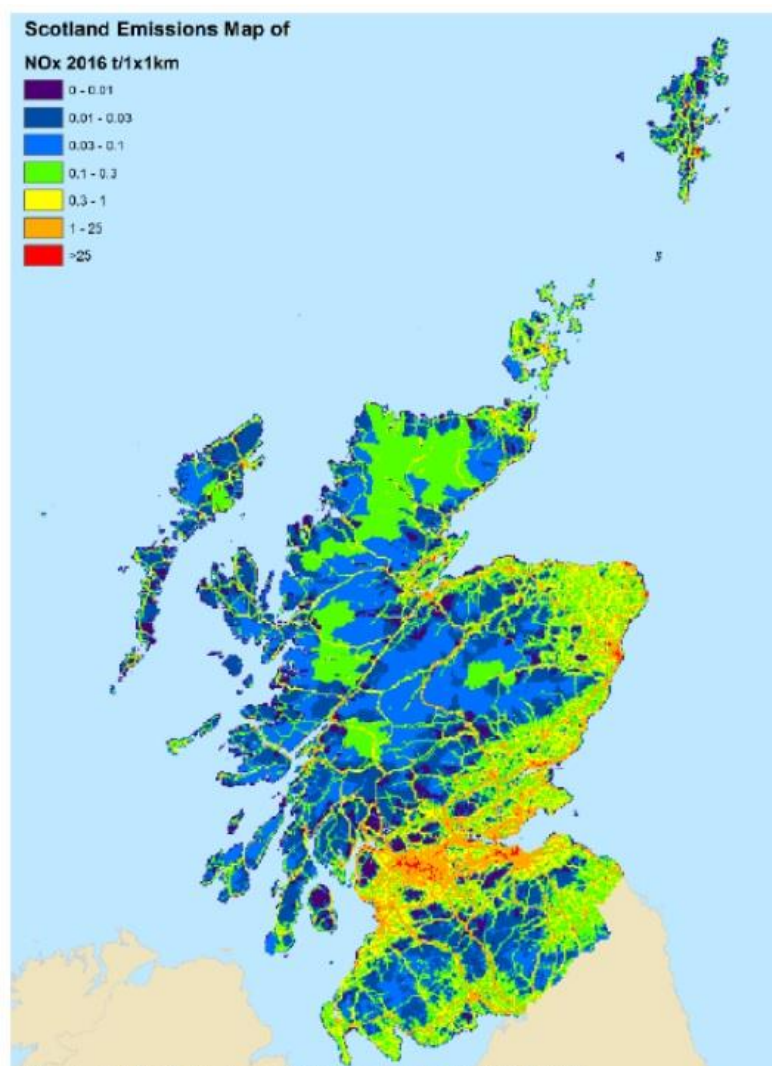 Scotland Emissions Map of
NOx 2016 t/1x1km
0 - 0.01
0.01 - 0.03
0.03 - 0.1
0.1 - 0.3
0.3 - 1
1 - 25
>25